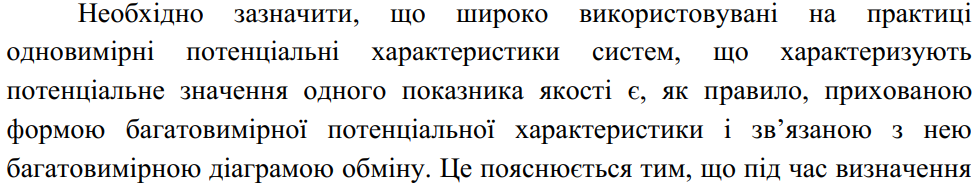 Необхідно зазначити, що широко використовувані на практиці
одновимірні потенціальні характеристики систем, що характеризують
потенціальне значення одного показника якості є, як правило, прихованою
формою багатовимірної потенціальної характеристики і зв’язаною з нею
багатовимірною діаграмою обміну. Це пояснюється тим, що під час визначення